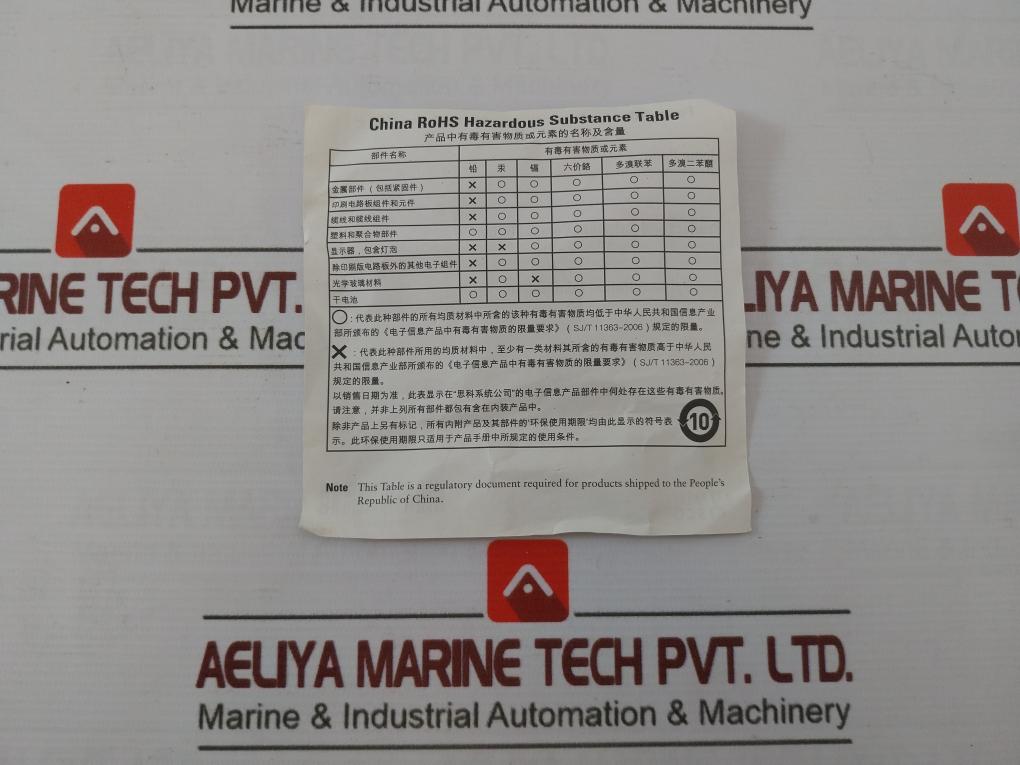 Marine & Industrial Automation & Machinery
China RoHS Hazardous Substance Table
产品中有毒有害物质或元素的名称及含量
部件名称 有毒有害物质或元素
铅 汞 镉 六价铬 多溴联苯 多溴二苯醚
金属部件（包括紧固件） × ○ ○ ○ ○ ○
印刷电路板组件和元件 × ○ ○ ○ ○ ○
缆线和缆线组件 × ○ ○ ○ ○ ○
塑料和聚合物部件 ○ ○ ○ ○ ○ ○
显示器，包含灯泡 × × ○ ○ ○ ○
除印刷版电路板外的其他电子组件 × ○ ○ ○ ○ ○
光学玻璃材料 × ○ × ○ ○ ○
干电池 ○ ○ ○ ○ ○ ○
○：代表此种部件的所有均质材料中所含的该种有毒有害物质均低于中华人民共和国信息产业
部所颁布的《电子信息产品中有毒有害物质的限量要求》（SJ/T 11363-2006）规定的限量。
×：代表此种部件所用的均质材料中，至少有一类材料其所含的有毒有害物质高于中华人民
共和国信息产业部所颁布的《电子信息产品中有毒有害物质的限量要求》（SJ/T 11363-2006）
规定的限量。
以销售日期为准，此表显示在“思科系统公司”的电子信息产品部件中何处存在这些有毒有害物质。
请注意，并非上列所有部件都包有含在内装产品中。
除非产品上另有标记，所有内附产品及其部件的‘环保使用期限’均由此显示的符号表
示。此环保使用期限只适用于产品手册中所规定的使用条件。
10
Note This Table is a regulatory document required for products shipped to the People's
Republic of China.
RINE TECH PVT.
rial Automation & Mac
LIYA MARINE T
ne & Industrial Auto
AELIYA MARINE TECH PVT. LTD.
Marine & Industrial Automation & Machinery